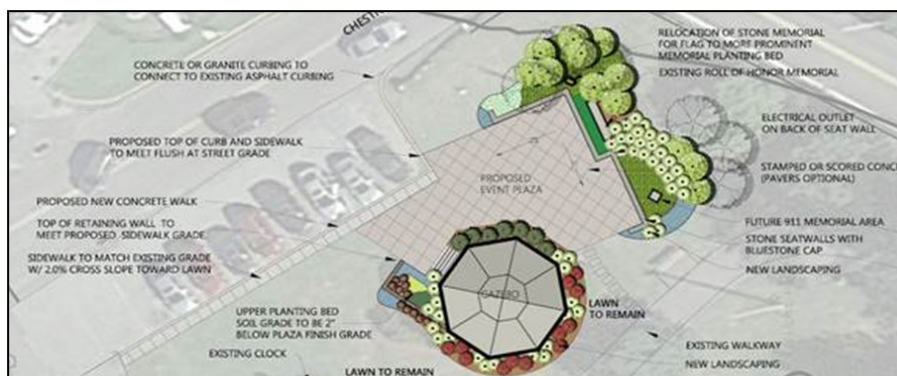 CHESTN
CONCRETE OR GRANITE CURBING TO
CONNECT TO EXISTING ASPHALT CURBING
PROPOSED TOP OF CURB AND SIDEWALK
TO MEET FLUSH AT STREET GRADE
PROPOSED NEW CONCRETE WALK
TOP OF RETAINING WALL TO
MEET PROPOSED SIDEWALK GRADE
SIDEWALK TO MATCH EXISTING GRADE
W/ 2.0% CROSS SLOPE TOWARD LAWN
UPPER PLANTING BED
SOIL GRADE TO BE 2"
BELOW PLAZA FINISH GRADE
EXISTING CLOCK
LAWN TO REMAIN
PROPOSED
EVENT PLAZA
GAZEBO
RELOCATION OF STONE MEMORIAL
FOR FLAG TO MORE PROMINENT
MEMORIAL PLANTING BED
EXISTING ROLL OF HONOR MEMORIAL
ELECTRICAL OUTLET
ON BACK OF SEAT WALL
STAMPED OR SCORED CONC
(PAVERS OPTIONAL)
FUTURE 911 MEMORIAL AREA
STONE SEATWALLS WITH
BLUESTONE CAP
NEW LANDSCAPING
LAWN
TO REMAIN
EXISTING WALKWAY
NEW LANDSCAPING